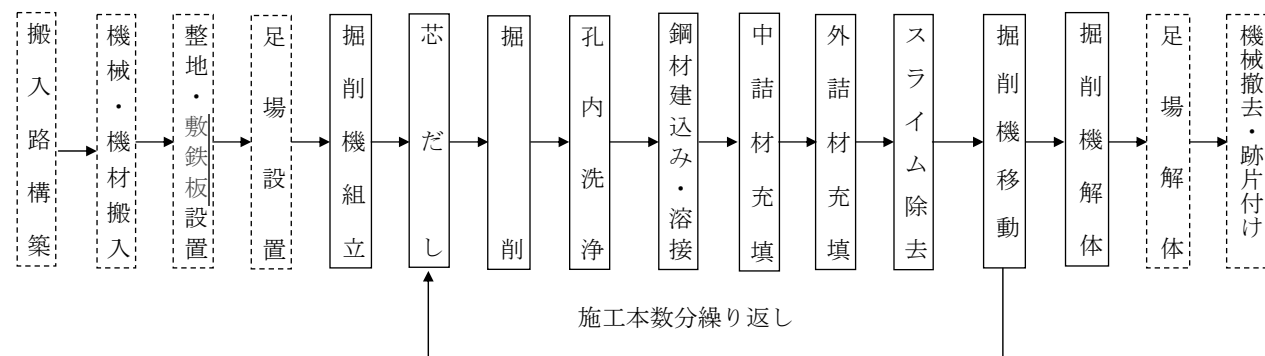 搬入路構築
機械・機材搬入
整地・敷鉄板設置
足場設置
掘削機組立
芯だし
掘削
孔内洗浄
鋼材建込み・溶接
中詰材充填
外詰材充填
スライム除去
掘削機移動
掘削機解体
足場解体
機械撤去・跡片付け
施工本数分繰り返し